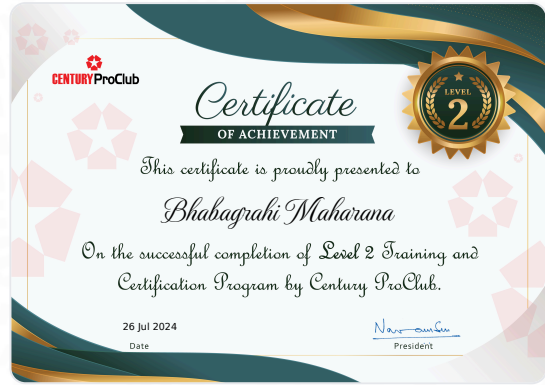 CENTURY ProClub
LEVEL
2
Certificate
OF ACHIEVEMENT
This certificate is proudly presented to
Bhabagrahi Maharana
On the successful completion of Level 2 Training and
Certification Program by Century ProClub.
26 Jul 2024
Date
President